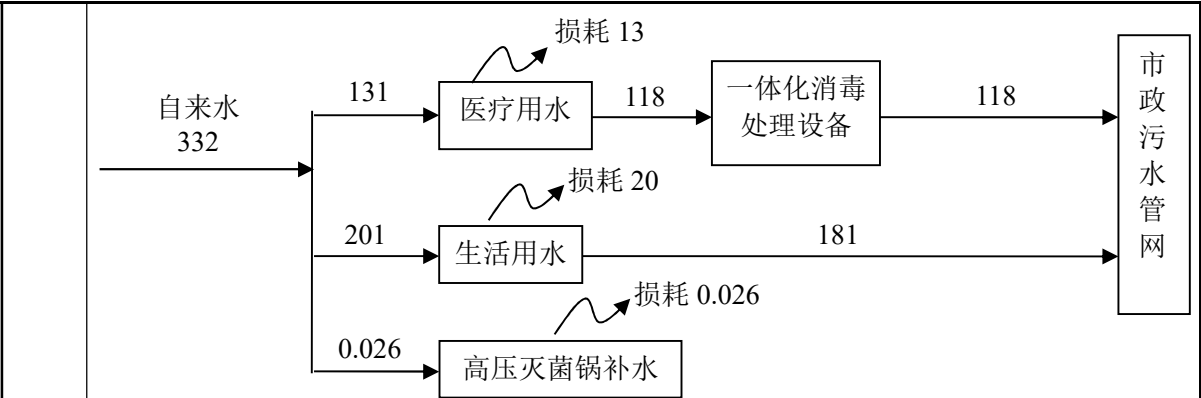 损耗 13
131
医疗用水
118
一体化消毒
处理设备
118
市政污水管网
自来水
332
损耗 20
201
生活用水
181
损耗 0.026
0.026
高压灭菌锅补水